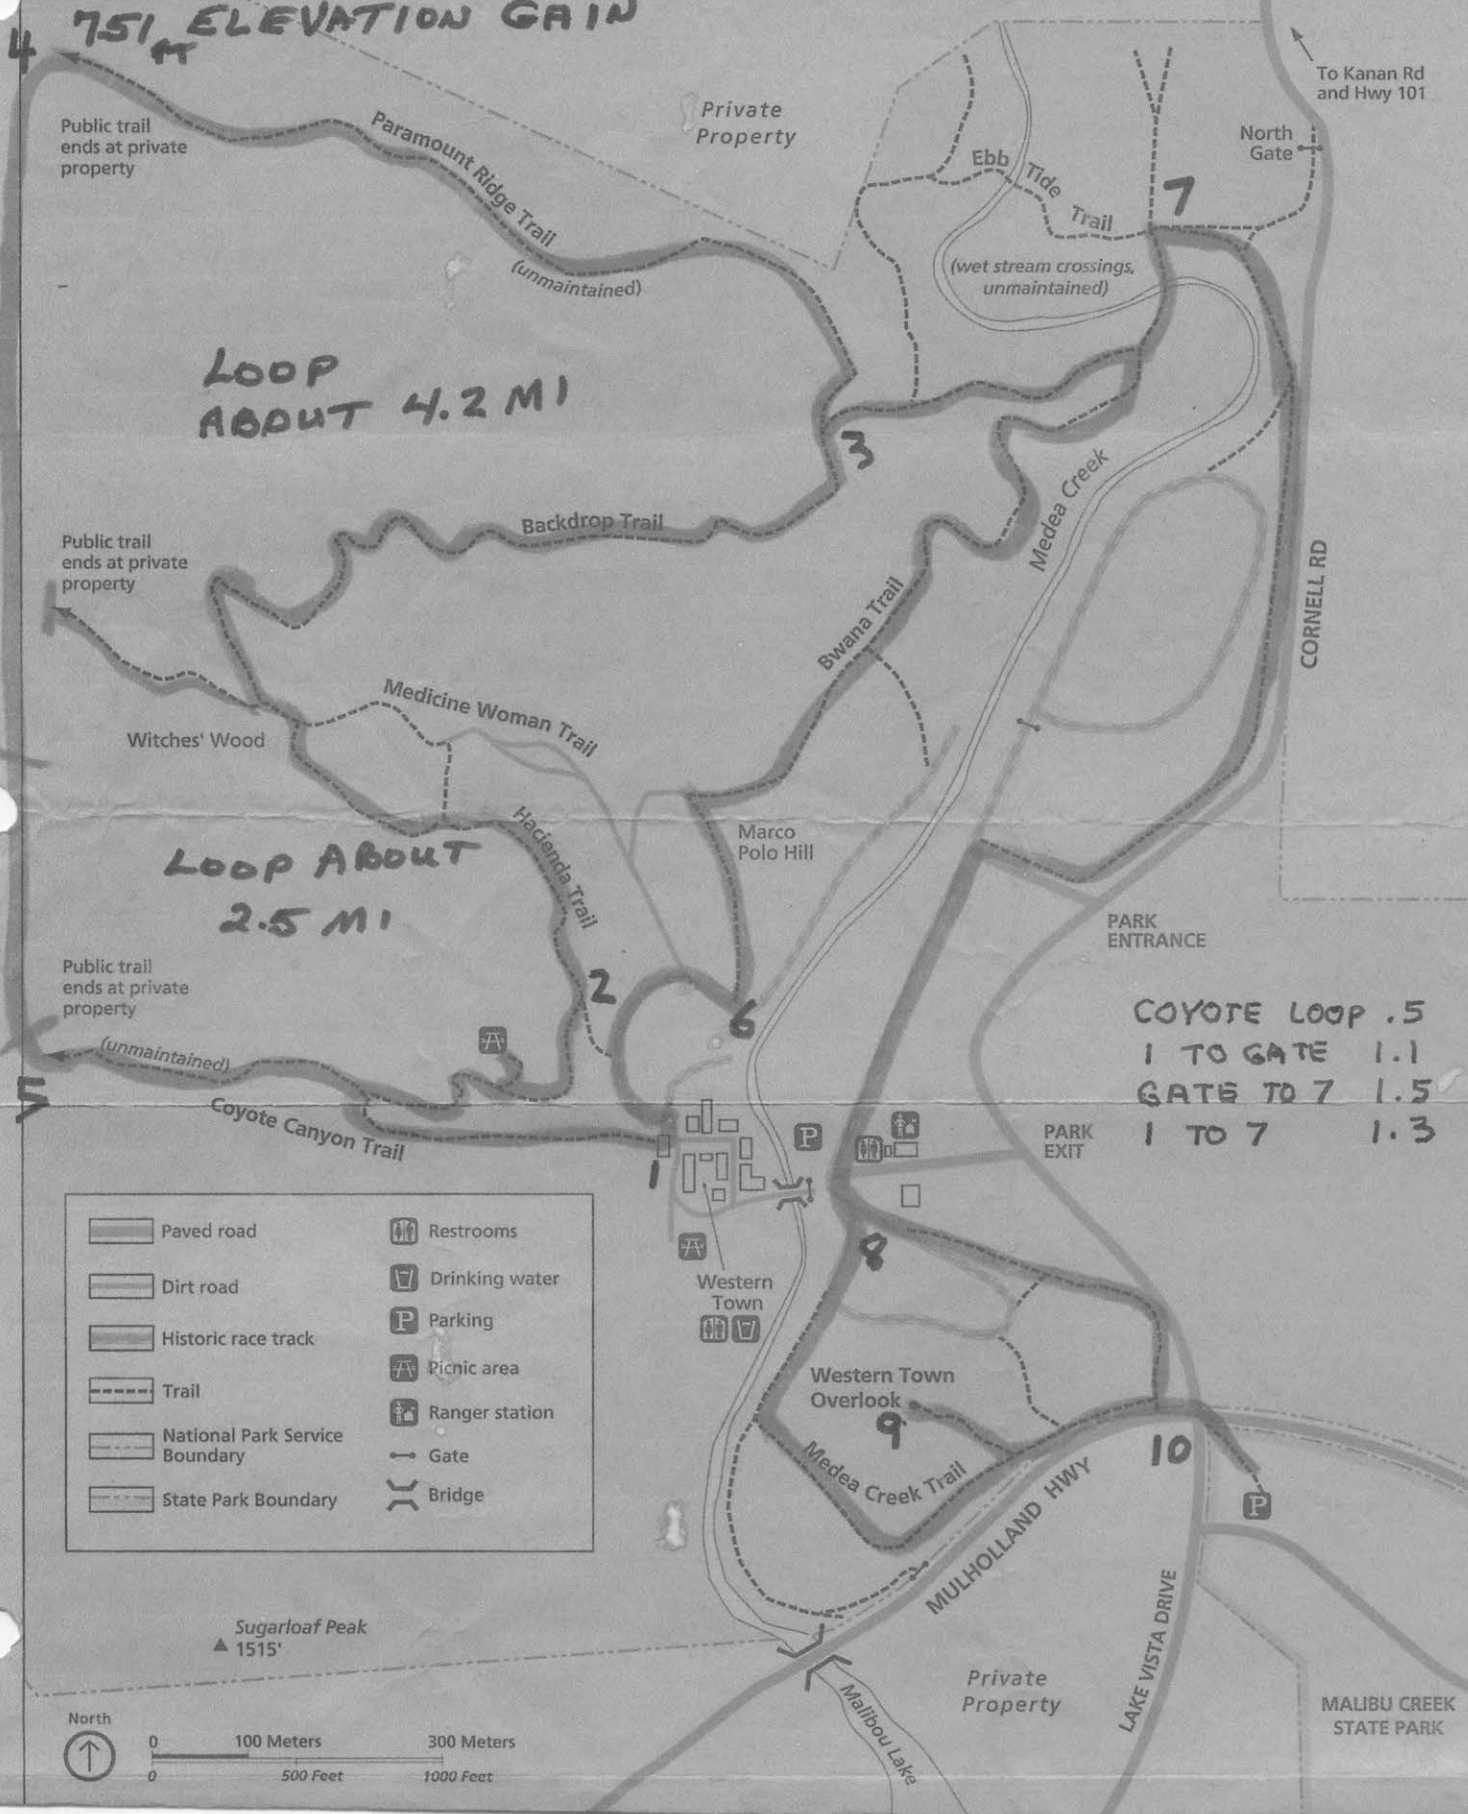 751 ft ELEVATION GAIN
4
To Kanan Rd
and Hwy 101
Private
Property
Public trail
ends at private
property
Paramount Ridge Trail
(unmaintained)
North
Gate
Ebb Tide Trail
7
(wet stream crossings,
unmaintained)
LOOP
ABOUT 4.2 MI
3
Medea Creek
Backdrop Trail
Public trail
ends at private
property
CORNELL RD
Bwana Trail
Medicine Woman Trail
Witches' Wood
Hacienda Trail
Marco
Polo Hill
LOOP ABOUT
2.5 MI
PARK
ENTRANCE
Public trail
ends at private
property
2
6
COYOTE LOOP .5
1 TO GATE 1.1
GATE TO 7 1.5
1 TO 7 1.3
(unmaintained)
5
Coyote Canyon Trail
P
PARK
EXIT
1
8
Western
Town
Paved road
Dirt road
Historic race track
Trail
National Park Service
Boundary
State Park Boundary
Restrooms
Drinking water
P Parking
Picnic area
Ranger station
Gate
Bridge
Western Town
Overlook
9
10
Medea Creek Trail
P
MULHOLLAND HWY
LAKE VISTA DRIVE
Sugarloaf Peak
1515'
Private
Property
Malibou Lake
MALIBU CREEK
STATE PARK
North
0 100 Meters 300 Meters
0 500 Feet 1000 Feet